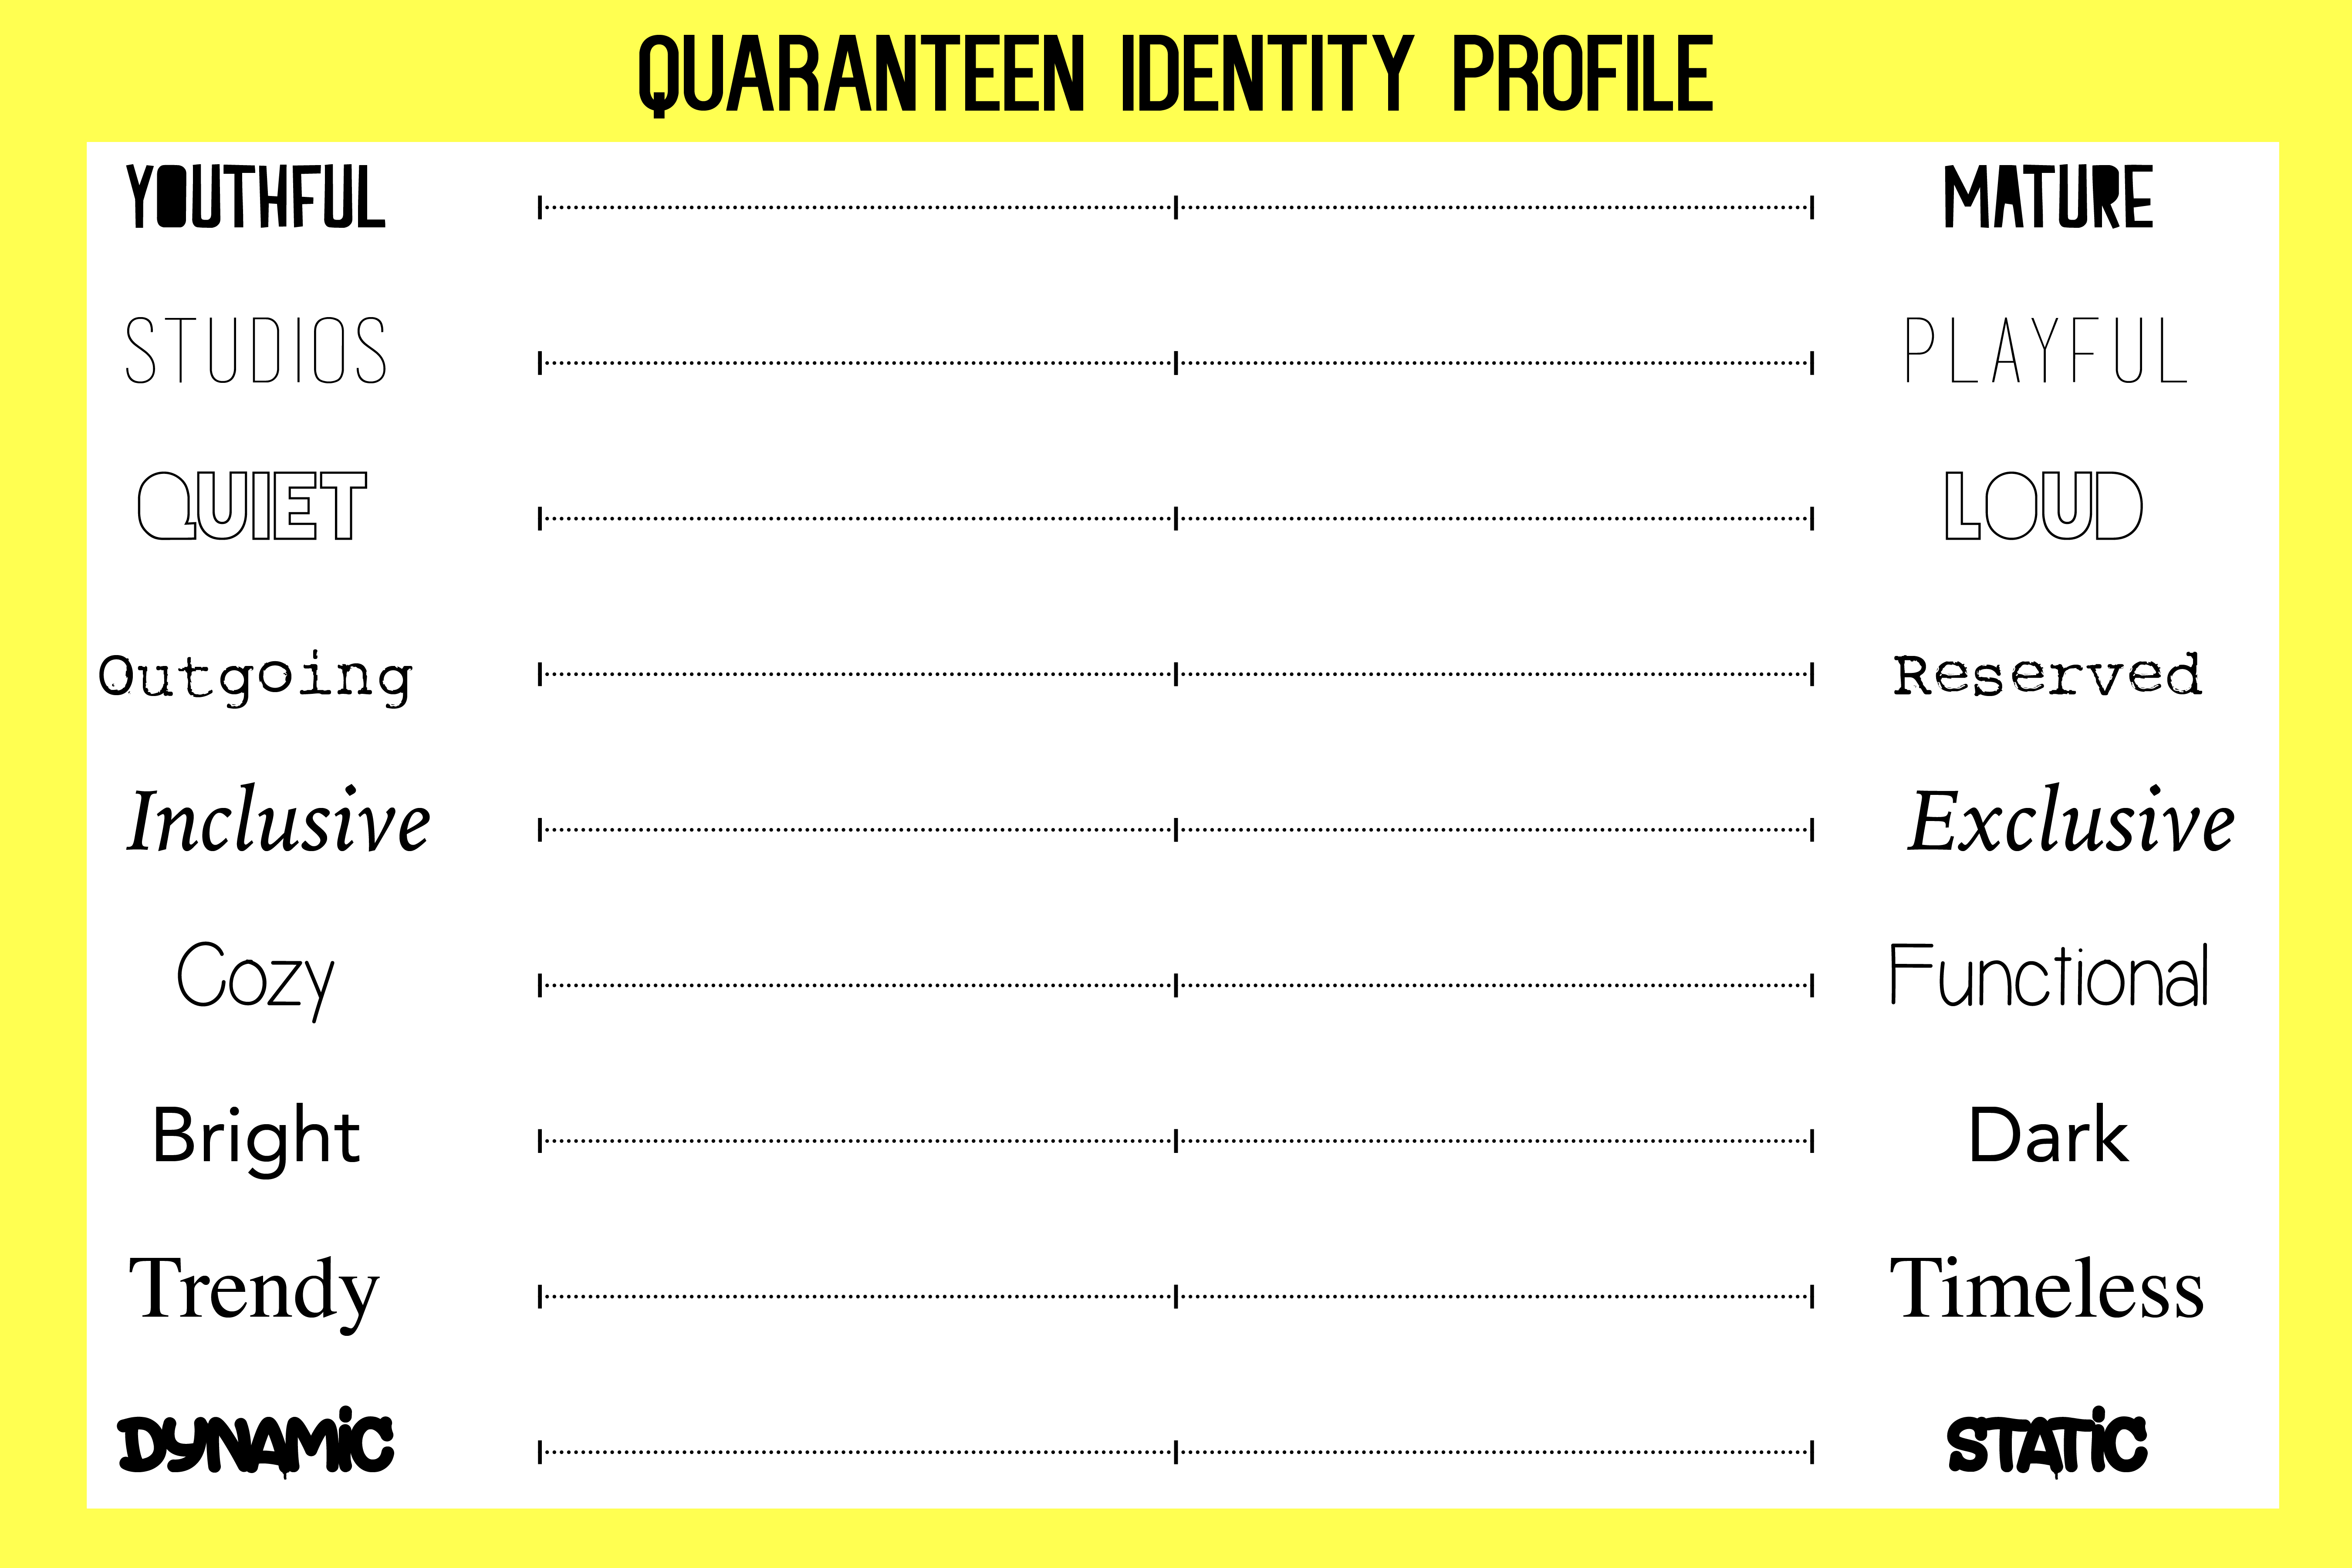 QUARANTEEN IDENTITY PROFILE
YOUTHFUL MATURE
STUDIOS PLAYFUL
QUIET LOUD
Outgoing Reserved
Inclusive Exclusive
Cozy Functional
Bright Dark
Trendy Timeless
DYNAMiC STATiC